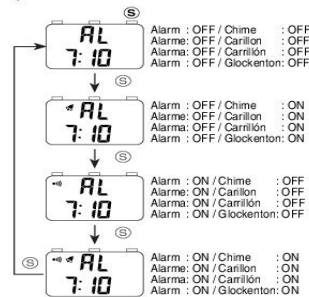 S
AL
7:10
Alarm : OFF / Chime : OFF
Alarme: OFF / Carillon : OFF
Alarma: OFF / Carrillón : OFF
Alarm : OFF / Glockenton: OFF
S
AL
7:10
Alarm : OFF / Chime : ON
Alarme: OFF / Carillon : ON
Alarma: OFF / Carrillón : ON
Alarm : OFF / Glockenton: ON
S
AL
7:10
Alarm : ON / Chime : OFF
Alarme: ON / Carillon : OFF
Alarma: ON / Carrillón : OFF
Alarm : ON / Glockenton: OFF
S
S
AL
7:10
Alarm : ON / Chime : ON
Alarme: ON / Carillon : ON
Alarma: ON / Carrillón : ON
Alarm : ON / Glockenton: ON